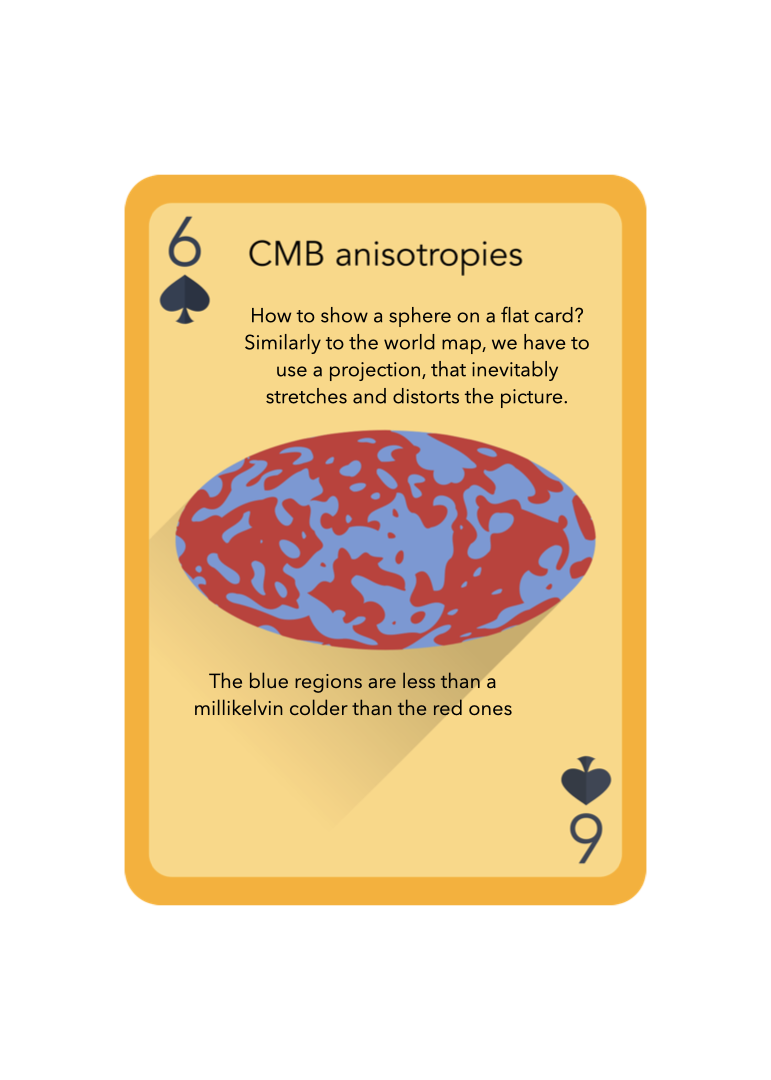 6
CMB anisotropies
How to show a sphere on a flat card?
Similarly to the world map, we have to
use a projection, that inevitably
stretches and distorts the picture.
The blue regions are less than a
millikelvin colder than the red ones
6